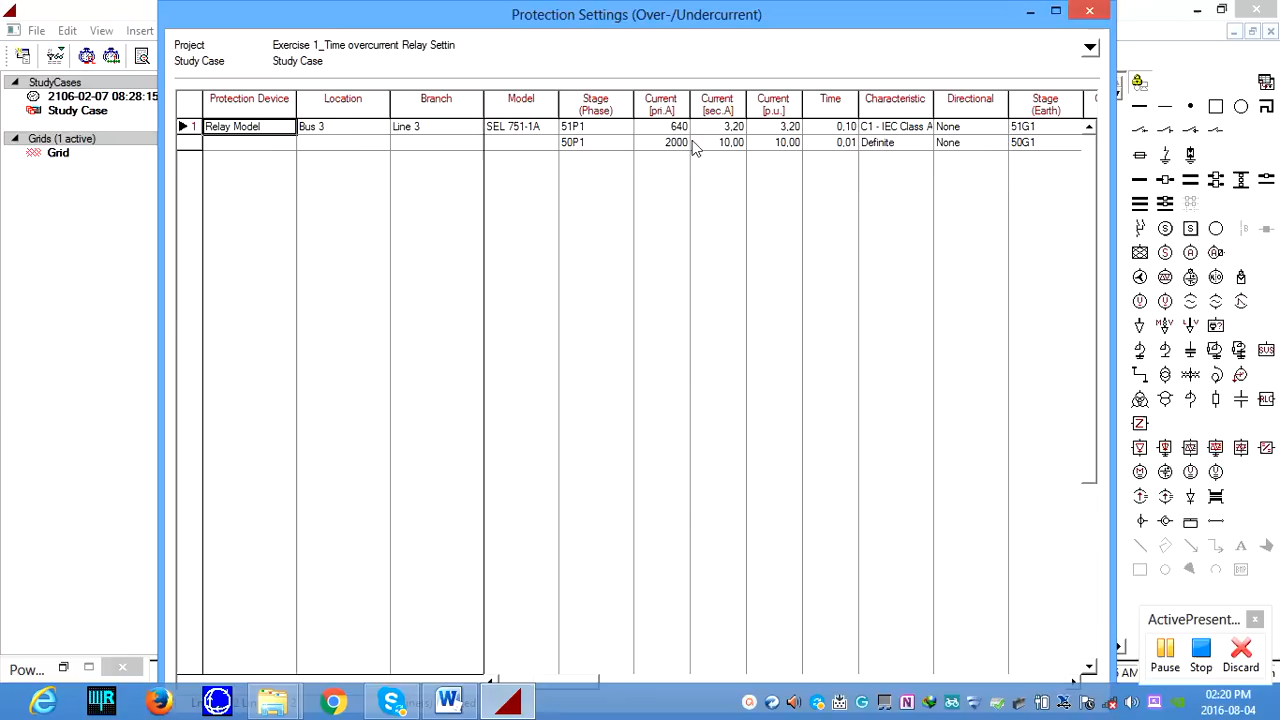 Protection Settings (Over-/Undercurrent)
File Edit View Insert
Project Exercise 1_Time overcurrent Relay Settin
Study Case Study Case
StudyCases
2106-02-07 08:28:15
Study Case
Grids (1 active)
Grid
Protection Device Location Branch Model Stage (Phase) Current [pri.A] Current [sec.A] Current [p.u.] Time Characteristic Directional Stage (Earth)
1 Relay Model Bus 3 Line 3 SEL 751-1A 51P1 640 3,20 3,20 0,10 C1 - IEC Class A None 51G1
50P1 2000 10,00 10,00 0,01 Definite None 50G1
ActivePresent...
Pause Stop Discard
Pow...
02:20 PM
2016-08-04